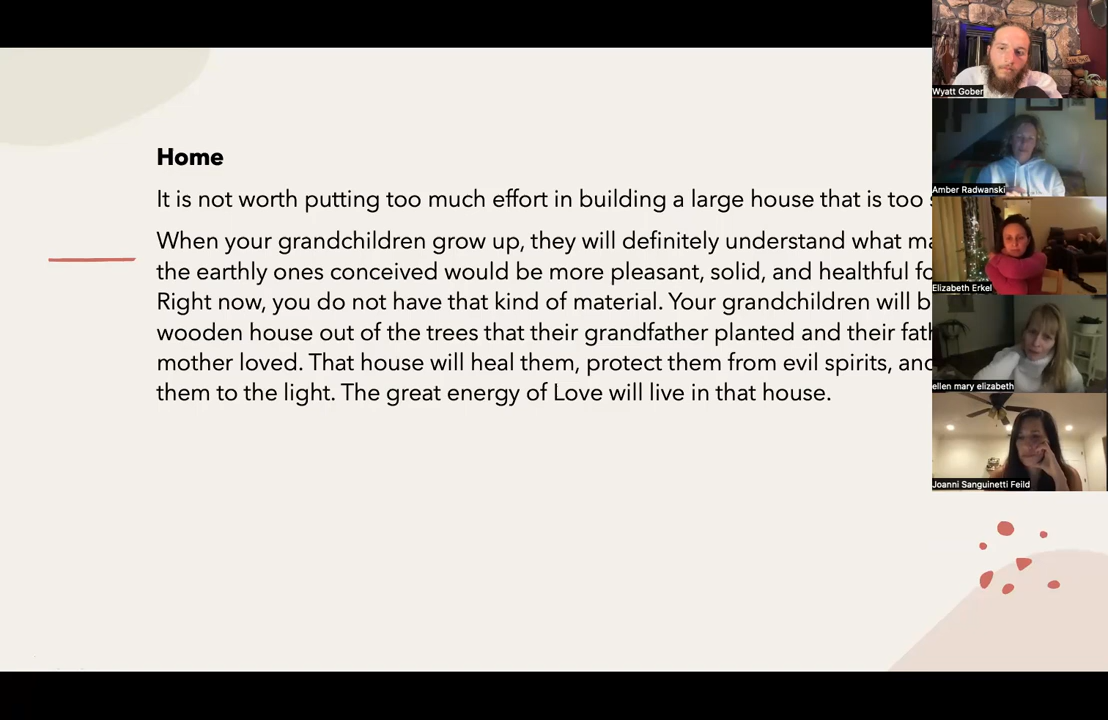 Home
It is not worth putting too much effort in building a large house that is too
When your grandchildren grow up, they will definitely understand what
the earthly ones conceived would be more pleasant, solid, and healthful
Right now, you do not have that kind of material. Your grandchildren will
wooden house out of the trees that their grandfather planted and their
mother loved. That house will heal them, protect them from evil spirits,
them to the light. The great energy of Love will live in that house.
Wyatt Gober
Amber Radwanski
Elizabeth Erkel
ellen mary elizabeth
Joanni Sanguinetti Feild